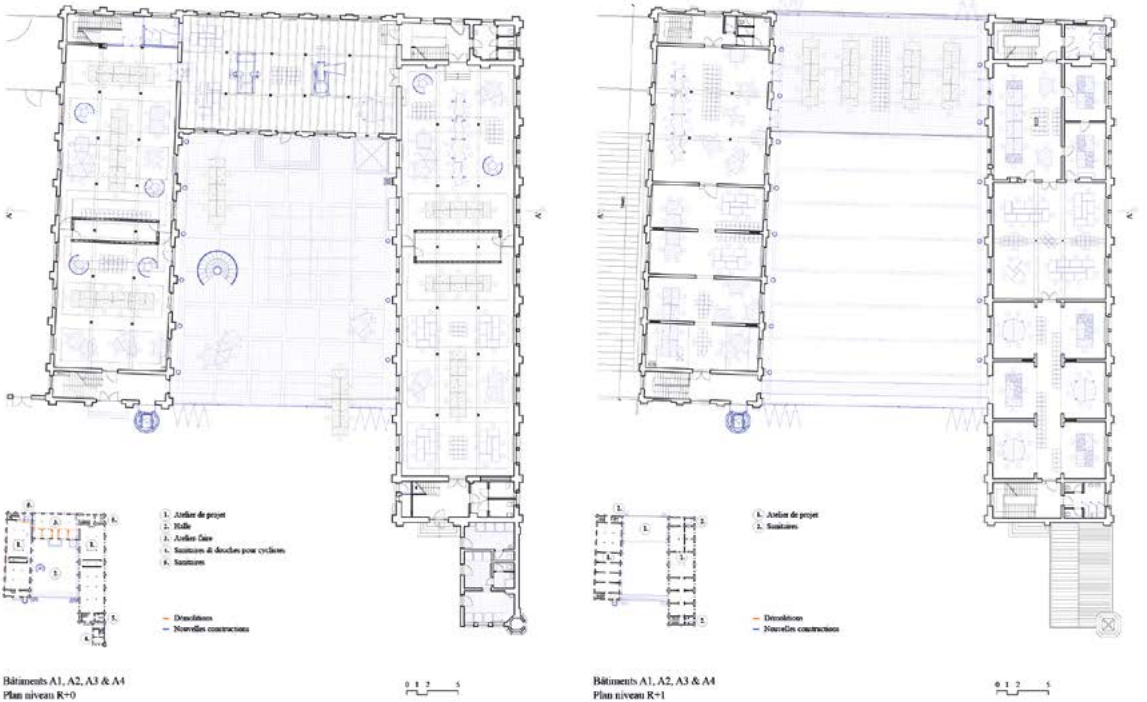 1. Atelier de projet
2. Halle
3. Atelier-faire
4. Sanitaires & douches pour cyclistes
5. Sanitaires
Démolitions
Nouvelles constructions
Bâtiments A1, A2, A3 & A4
Plan niveau R+0
0 1 2 5
1. Atelier de projet
2. Sanitaires
Démolitions
Nouvelles constructions
Bâtiments A1, A2, A3 & A4
Plan niveau R+1
0 1 2 5